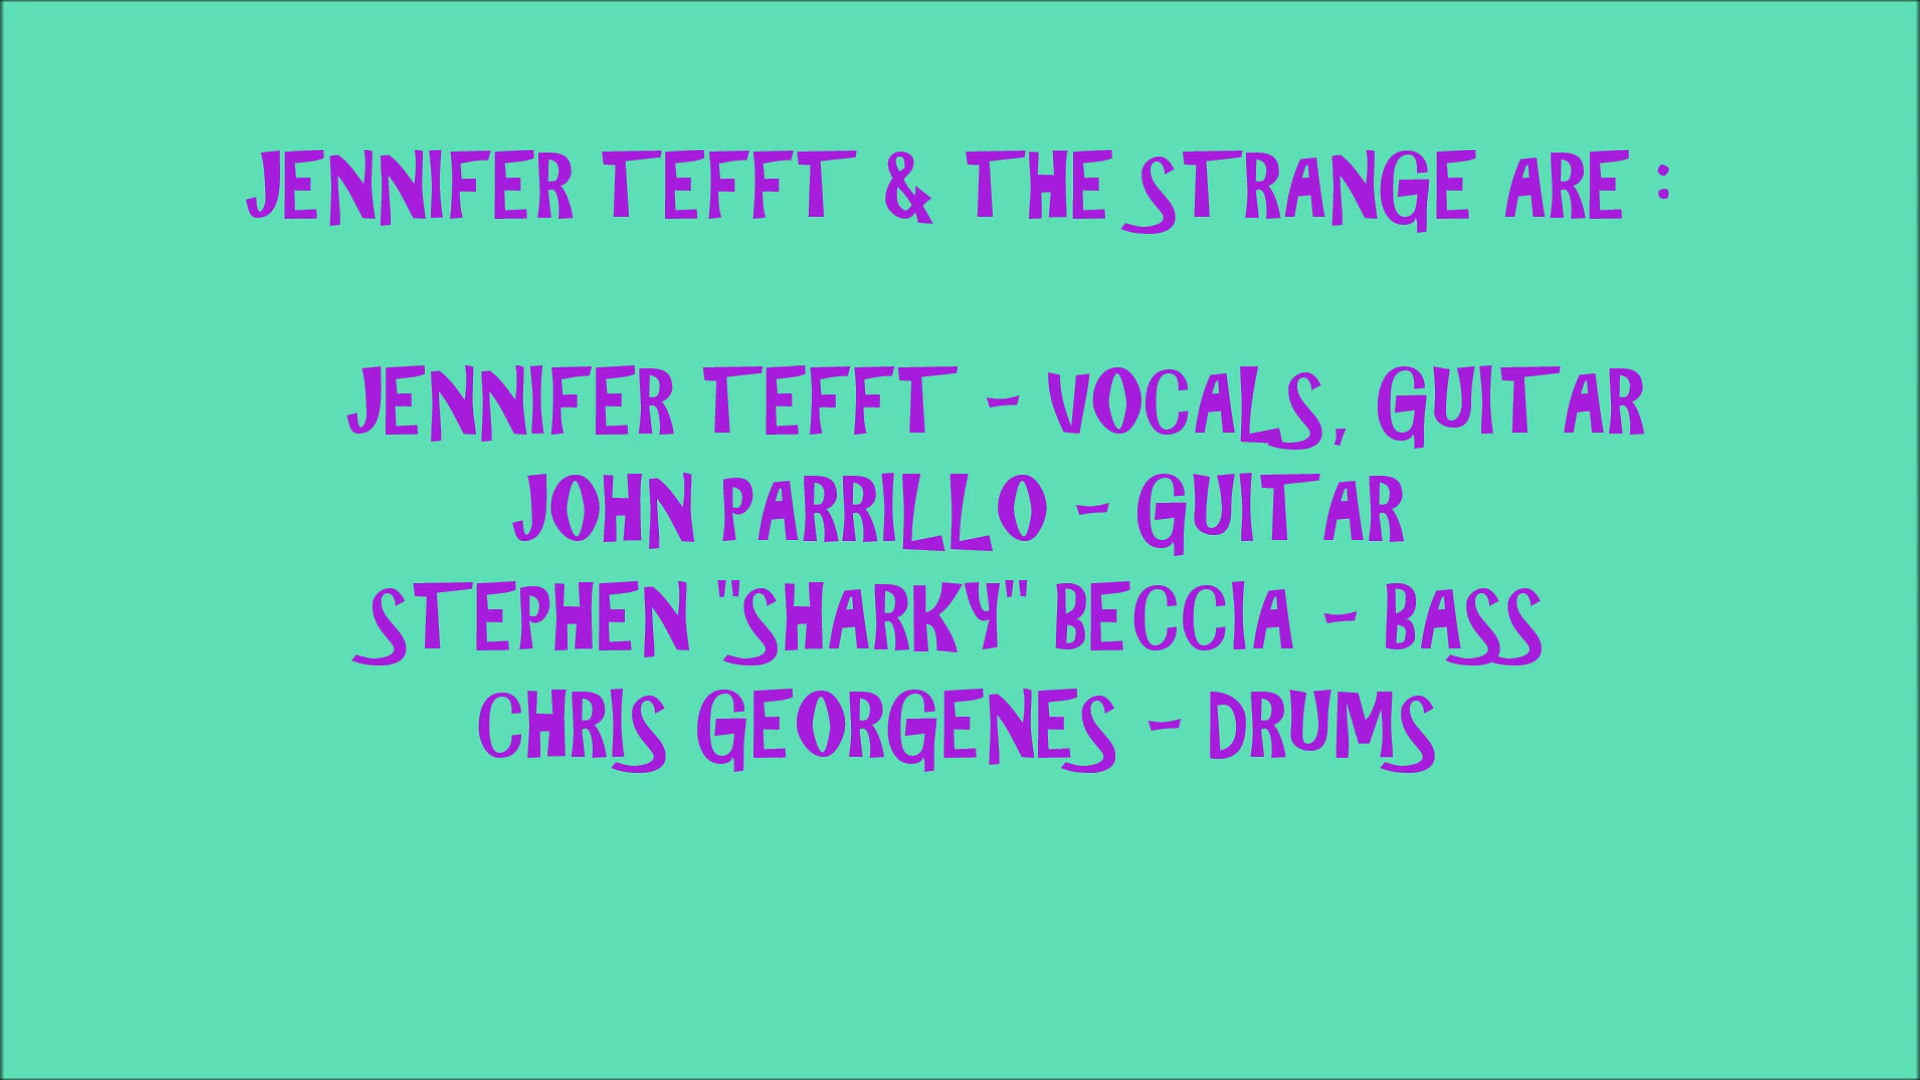 JENNIFER TEFFT & THE STRANGE ARE :
JENNIFER TEFFT - VOCALS, GUITAR
JOHN PARRILLO - GUITAR
STEPHEN "SHARKY" BECCIA - BASS
CHRIS GEORGENES - DRUMS